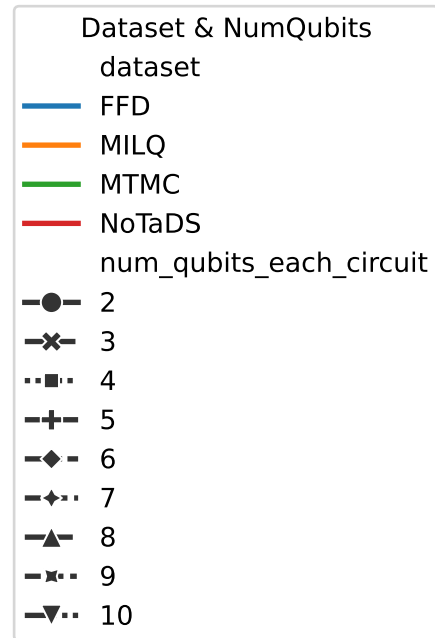 Dataset & NumQubits
dataset
FFD
MILQ
MTMC
NoTaDS
num_qubits_each_circuit
2
3
4
5
6
7
8
9
10